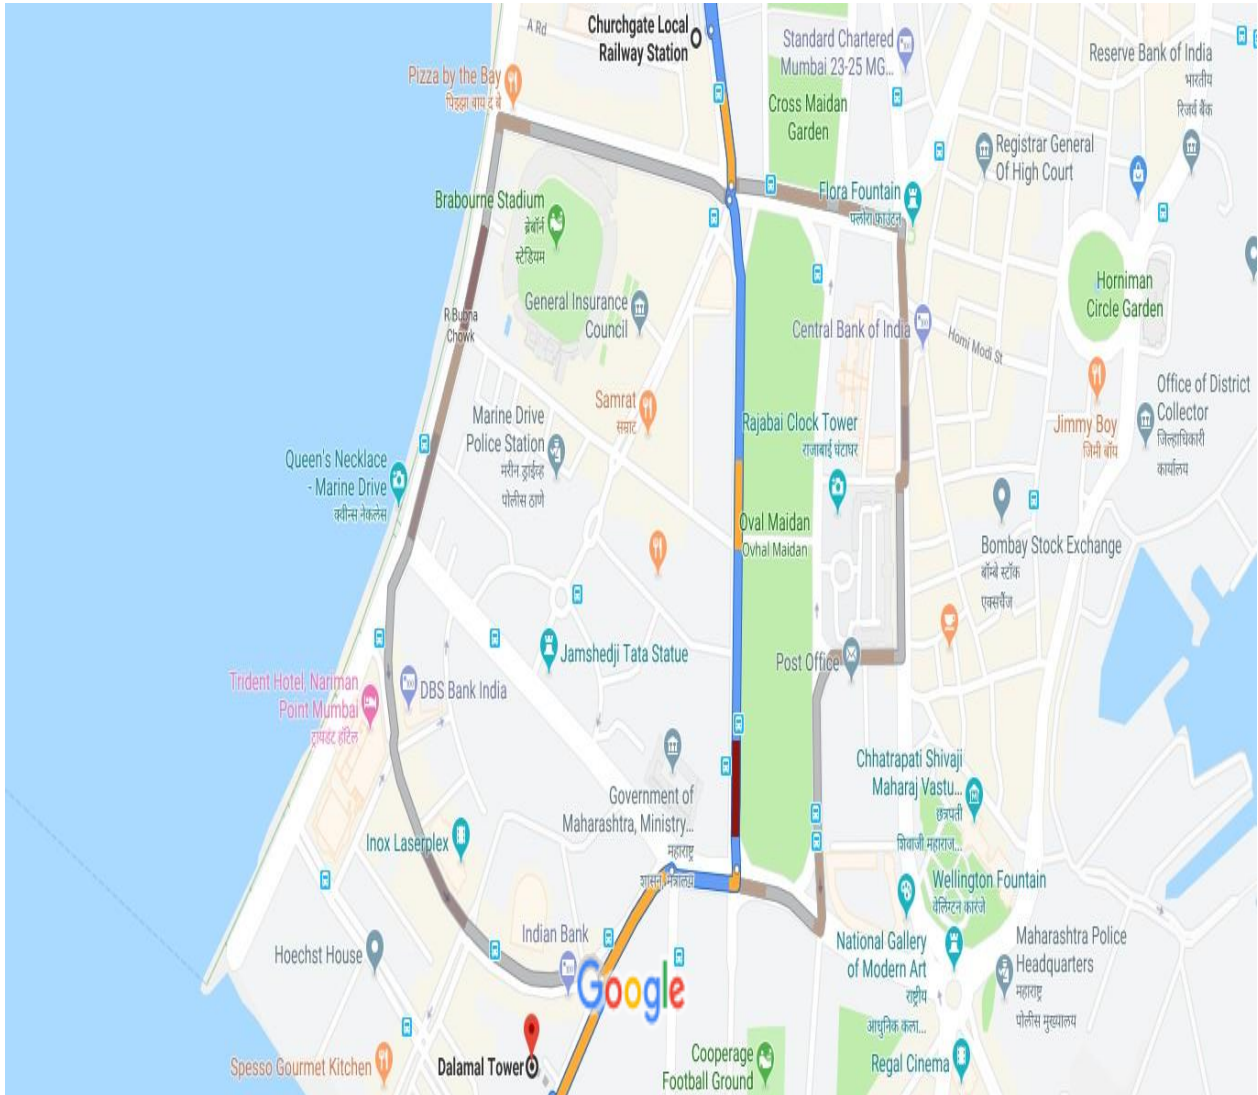 Churchgate Local
Railway Station
A Rd
Standard Chartered
Mumbai 23-25 MG...
Reserve Bank of India
भारतीय
रिजर्व बैंक
Pizza by the Bay
पिझ्झा बाय द बे
Cross Maidan
Garden
Registrar General
Of High Court
Flora Fountain
फ्लोरा फाउंटन
Brabourne Stadium
ब्रेबॉर्न
स्टेडियम
Horniman
Circle Garden
General Insurance
Council
R Bubna
Chowk
Central Bank of India
Homi Modi St
Office of District
Collector
जिल्हाधिकारी
कार्यालय
Samrat
सम्राट
Jimmy Boy
जिमी बॉय
Marine Drive
Police Station
मरीन ड्राईव्ह
पोलीस ठाणे
Rajabai Clock Tower
राजाबाई घंटाघर
Queen's Necklace
- Marine Drive
क्वीन्स नेकलेस
Oval Maidan
Ovhal Maidan
Bombay Stock Exchange
बॉम्बे स्टॉक
एक्सचेंज
Jamshedji Tata Statue
Post Office
Trident Hotel, Nariman
Point Mumbai
ट्रायडंट हॉटेल
DBS Bank India
Chhatrapati Shivaji
Maharaj Vastu...
छत्रपती
शिवाजी महाराज...
Government of
Maharashtra, Ministry...
महाराष्ट्र
शासन, मंत्रालय
Inox Laserplex
Wellington Fountain
वेलिंग्टन कारंजे
Indian Bank
National Gallery
of Modern Art
राष्ट्रीय
आधुनिक कला...
Maharashtra Police
Headquarters
महाराष्ट्र
पोलीस मुख्यालय
Hoechst House
Google
Spesso Gourmet Kitchen
Dalamal Tower
Cooperage
Football Ground
Regal Cinema